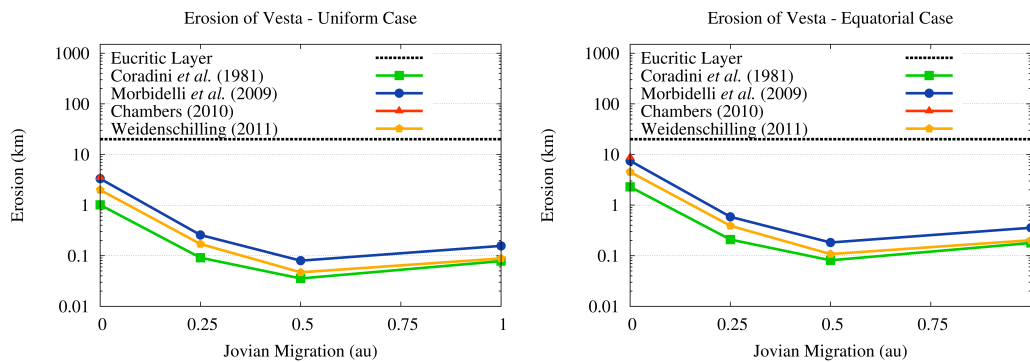 Erosion of Vesta - Uniform Case
1000
100
10
1
0.1
0.01
Erosion (km)
Eucritic Layer
Coradini et al. (1981)
Morbidelli et al. (2009)
Chambers (2010)
Weidenschilling (2011)
0
0.25
0.5
0.75
1
Jovian Migration (au)
Erosion of Vesta - Equatorial Case
1000
100
10
1
0.1
0.01
Erosion (km)
Eucritic Layer
Coradini et al. (1981)
Morbidelli et al. (2009)
Chambers (2010)
Weidenschilling (2011)
0
0.25
0.5
0.75
Jovian Migration (au)